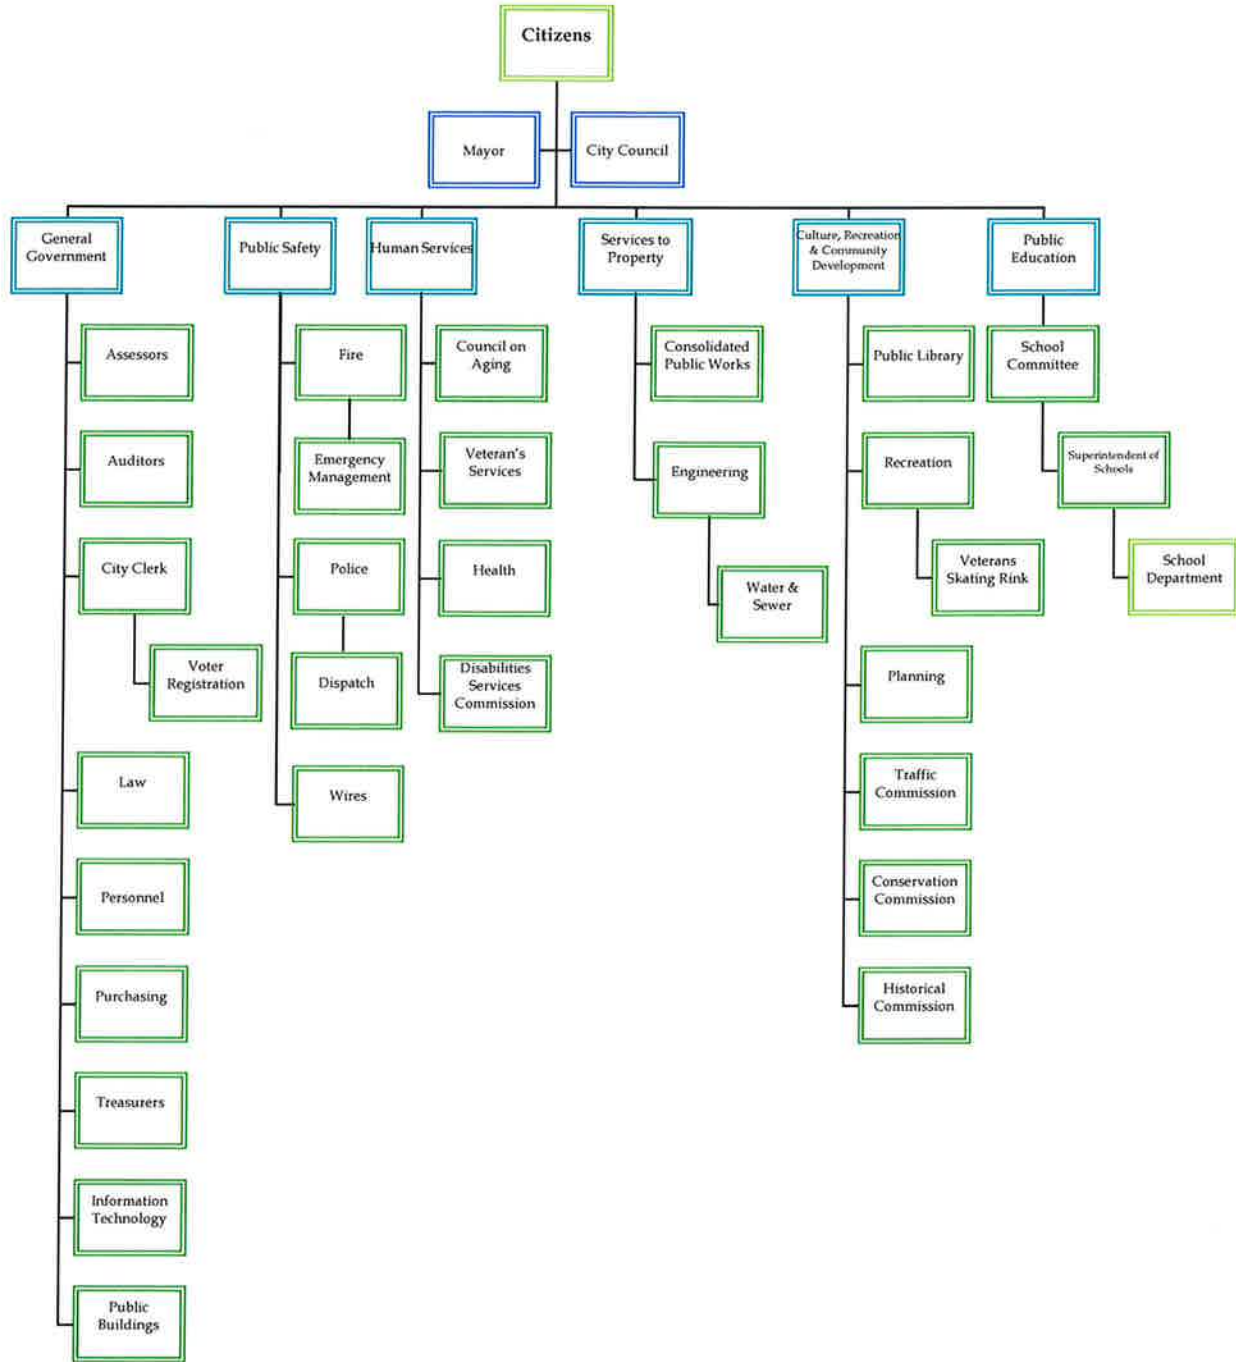 Citizens
Mayor
City Council
General
Government
Public Safety
Human Services
Services to
Property
Culture, Recreation
& Community
Development
Public
Education
Assessors
Fire
Council on
Aging
Consolidated
Public Works
Public Library
School
Committee
Auditors
Emergency
Management
Veteran's
Services
Engineering
Recreation
Superintendent of
Schools
City Clerk
Police
Health
Water &
Sewer
Veterans
Skating Rink
School
Department
Voter
Registration
Dispatch
Disabilities
Services
Commission
Planning
Law
Wires
Traffic
Commission
Personnel
Conservation
Commission
Purchasing
Historical
Commission
Treasurers
Information
Technology
Public
Buildings